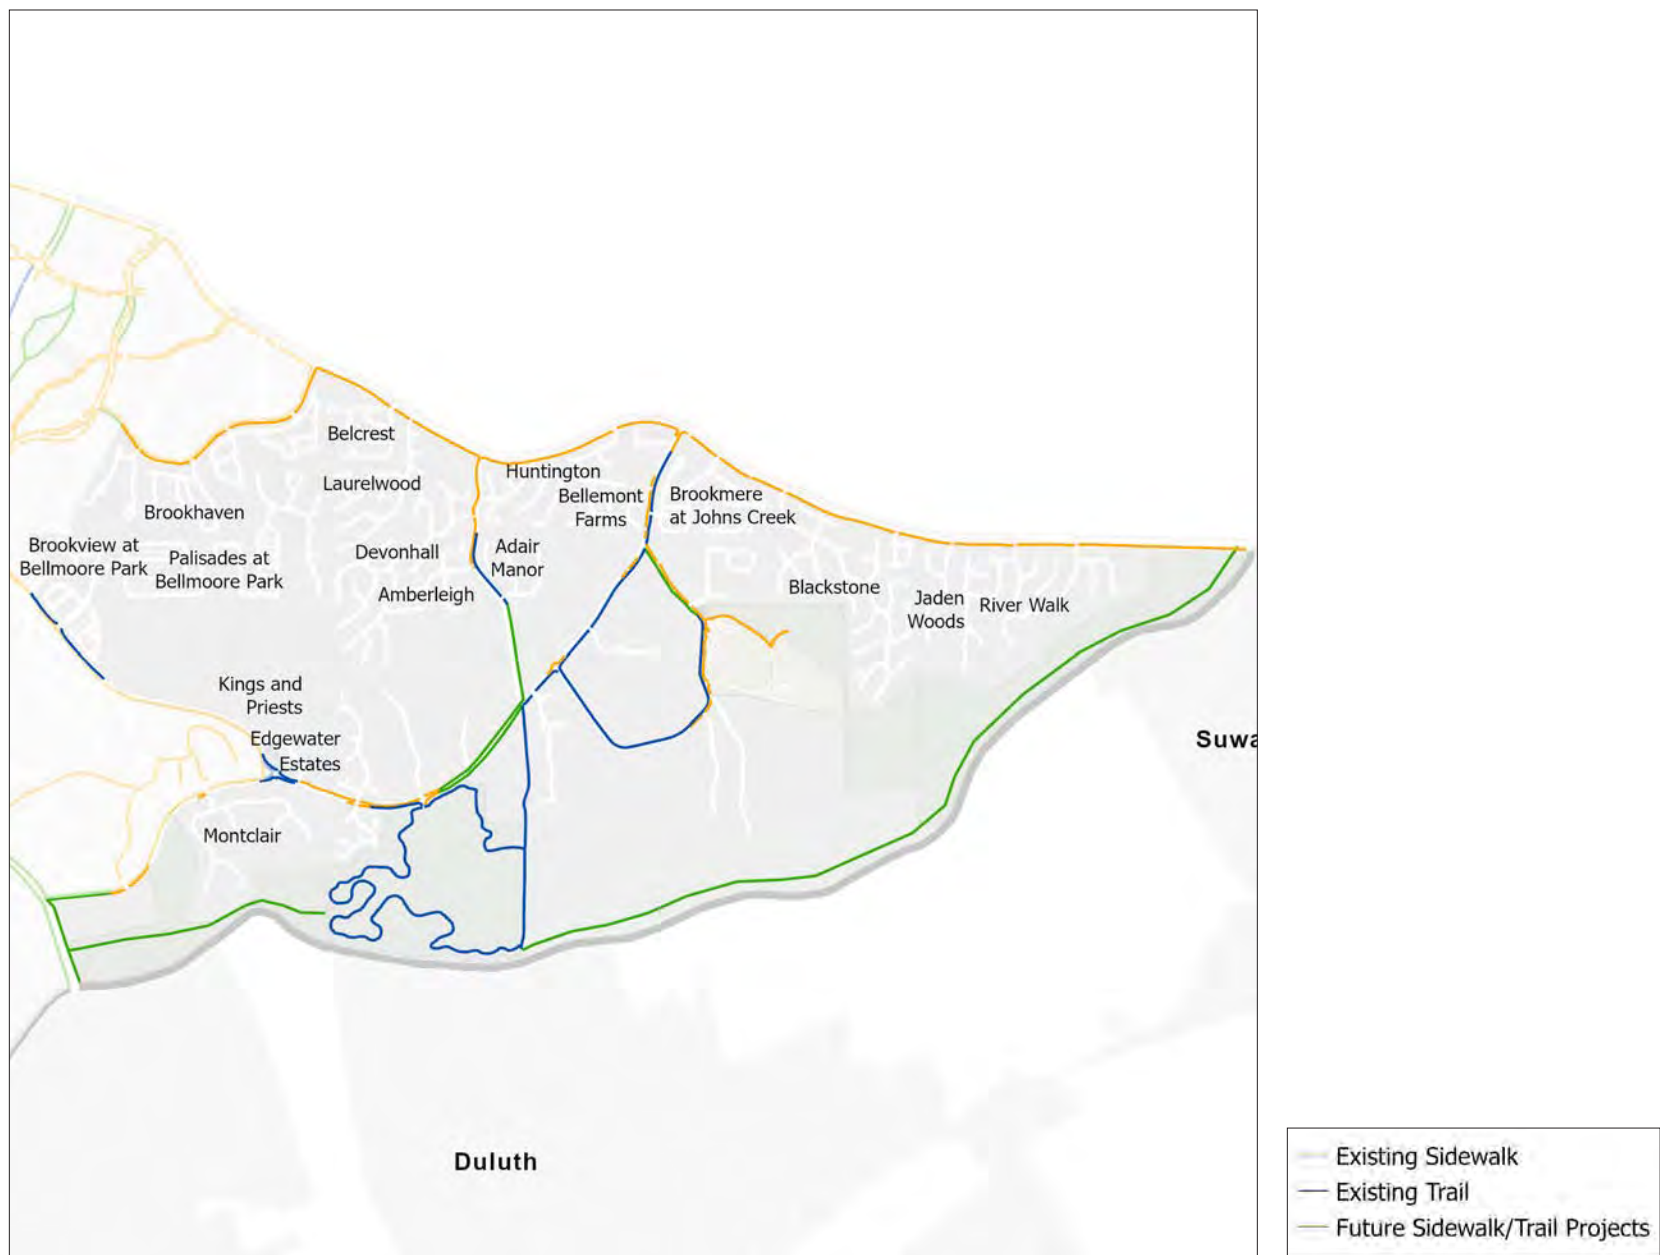 Belcrest
Laurelwood
Huntington
Bellemont
Farms
Brookmere
at Johns Creek
Brookhaven
Brookview at
Bellmoore Park
Palisades at
Bellmoore Park
Devonhall
Adair
Manor
Amberleigh
Blackstone
Jaden
Woods
River Walk
Kings and
Priests
Edgewater
Estates
Suwa
Montclair
Duluth
Existing Sidewalk
Existing Trail
Future Sidewalk/Trail Projects